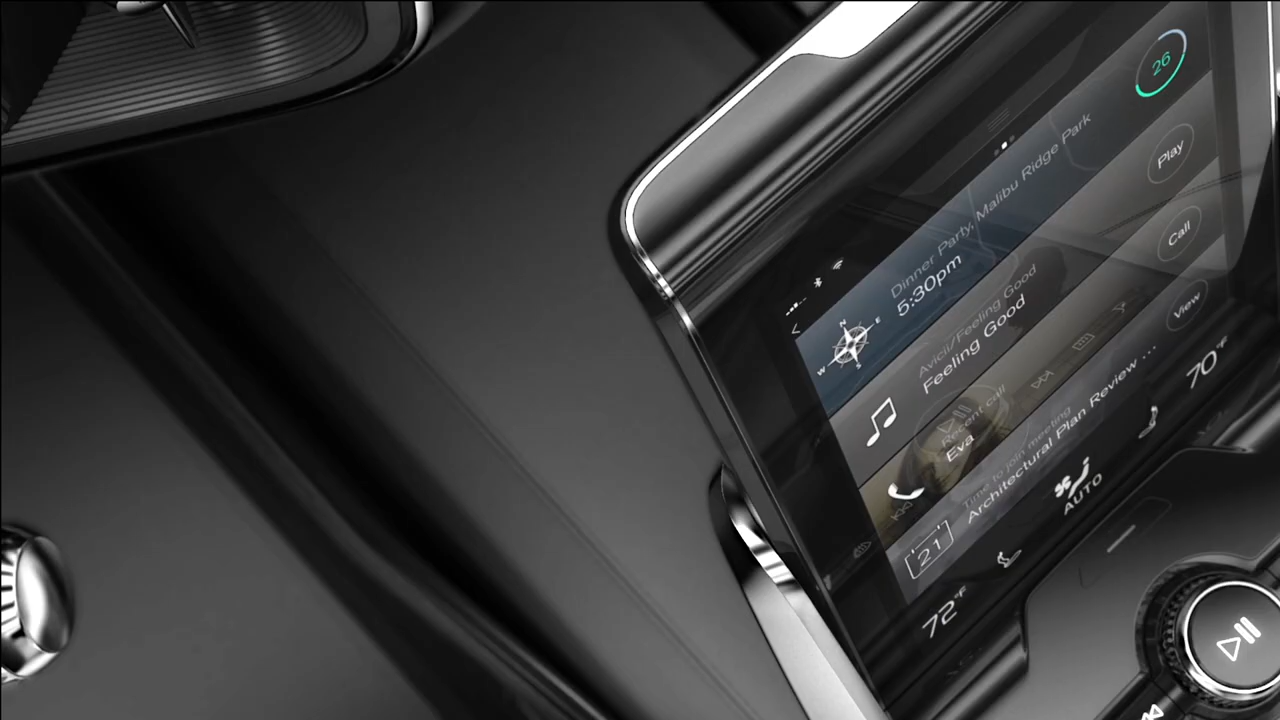 26
Dinner Party, Malibu Ridge Park
5:30pm
N
E
W
S
Play
Avicii/Feeling Good
Feeling Good
Call
Recent call
Eva
View
Time to join meeting
Architectural Plan Review ...
21
70°F
AUTO
72°F